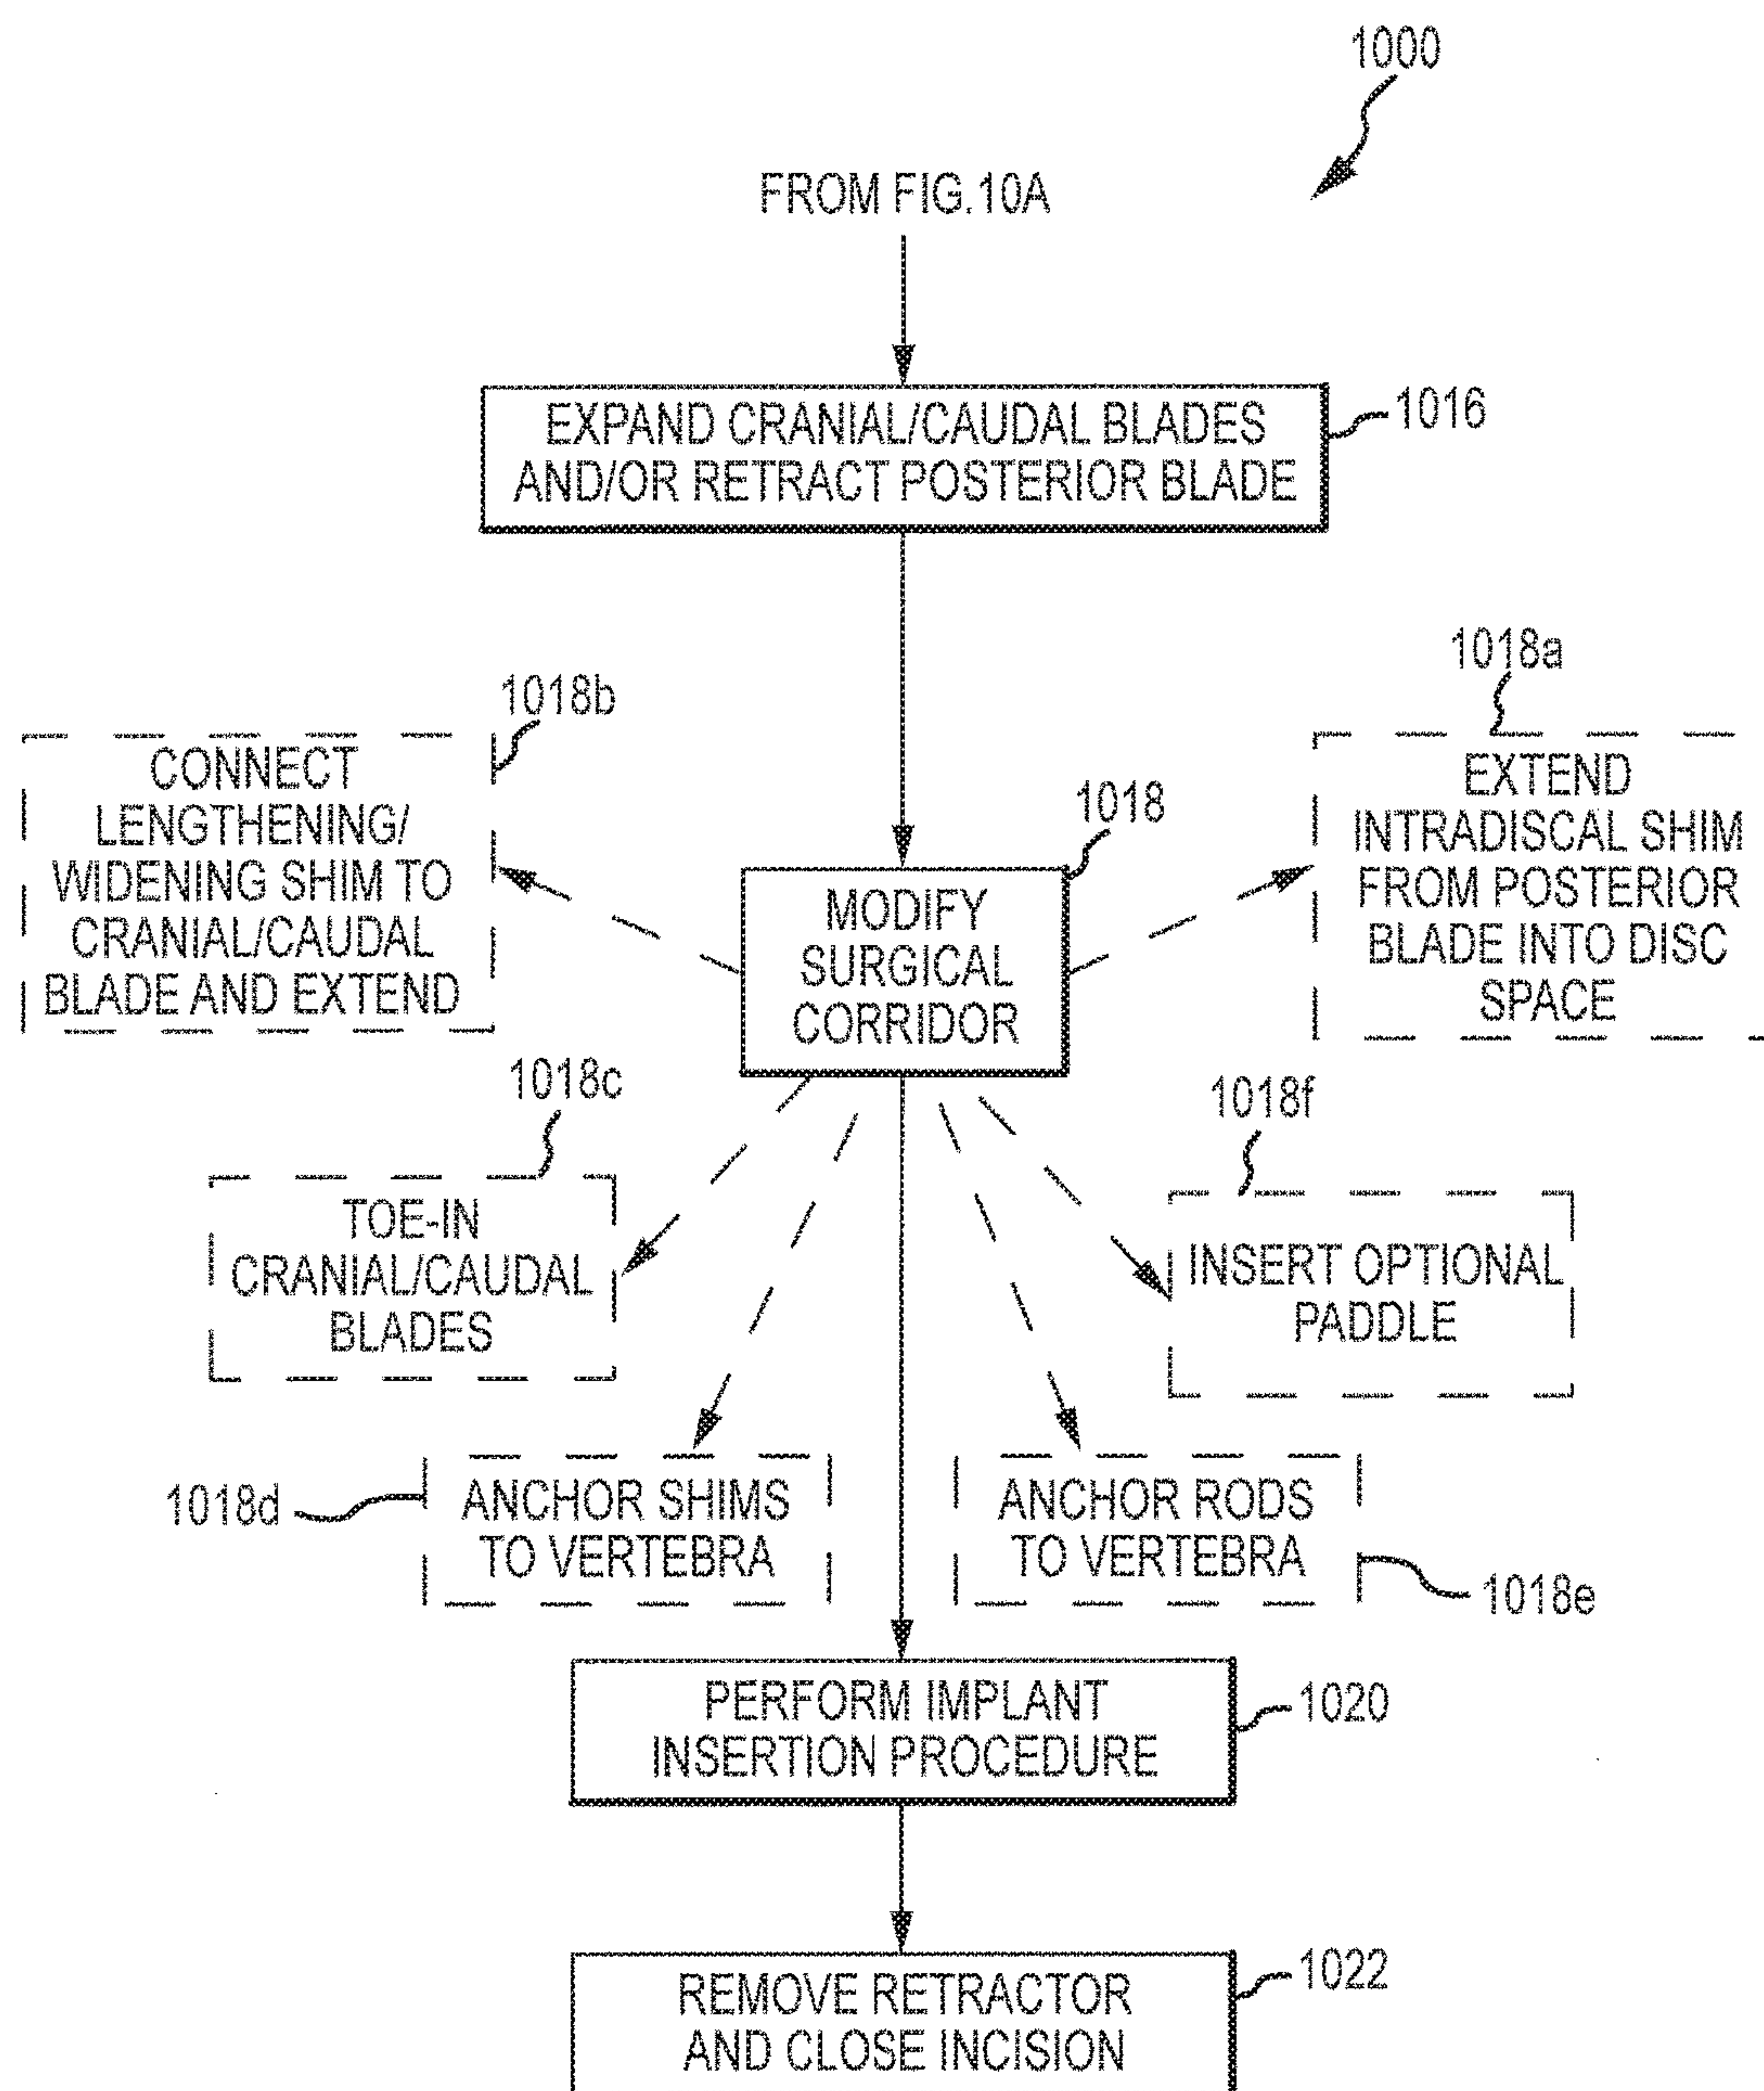 1000
FROM FIG.10A
EXPAND CRANIAL/CAUDAL BLADES
AND/OR RETRACT POSTERIOR BLADE
1016
1018a
1018b
CONNECT
LENGTHENING/
WIDENING SHIM TO
CRANIAL/CAUDAL
BLADE AND EXTEND
1018
MODIFY
SURGICAL
CORRIDOR
EXTEND
INTRADISCAL SHIM
FROM POSTERIOR
BLADE INTO DISC
SPACE
1018c
TOE-IN
CRANIAL/CAUDAL
BLADES
1018f
INSERT OPTIONAL
PADDLE
1018d
ANCHOR SHIMS
TO VERTEBRA
ANCHOR RODS
TO VERTEBRA
1018e
PERFORM IMPLANT
INSERTION PROCEDURE
1020
REMOVE RETRACTOR
AND CLOSE INCISION
1022